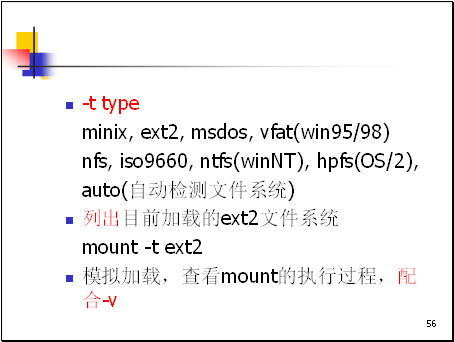 -t type
minix, ext2, msdos, vfat(win95/98)
nfs, iso9660, ntfs(winNT), hpfs(OS/2),
auto(自动检测文件系统)
列出目前加载的ext2文件系统
mount -t ext2
模拟加载，查看mount的执行过程，配
合-v
56